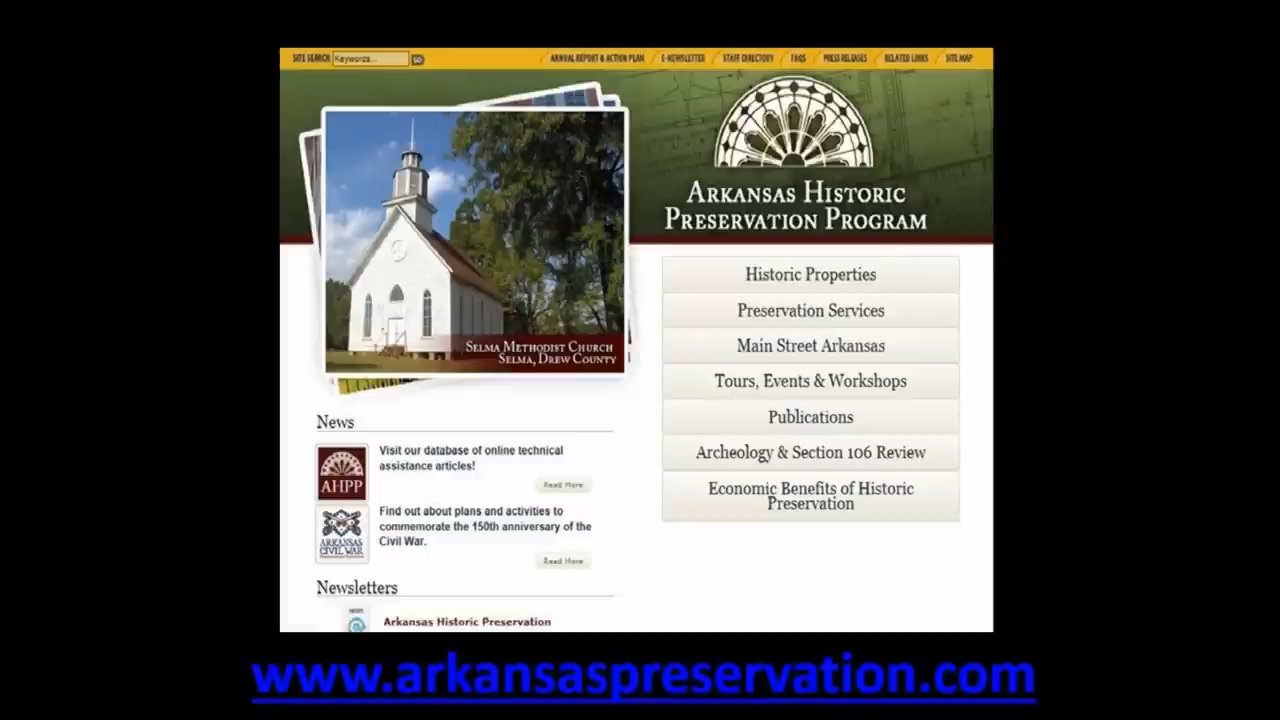 SITE SEARCH Keywords... GO ANNUAL REPORT & ACTION PLAN E-NEWSLETTER STAFF DIRECTORY FAQS PRESS RELEASES RELATED LINKS SITE MAP
ARKANSAS HISTORIC
PRESERVATION PROGRAM
SELMA METHODIST CHURCH
SELMA, DREW COUNTY
Historic Properties
Preservation Services
Main Street Arkansas
Tours, Events & Workshops
Publications
Archeology & Section 106 Review
Economic Benefits of Historic
Preservation
News
AHPP
Visit our database of online technical
assistance articles!
Read More
ARKANSAS
CIVIL WAR
Find out about plans and activities to
commemorate the 150th anniversary of the
Civil War.
Read More
Newsletters
Arkansas Historic Preservation
www.arkansaspreservation.com